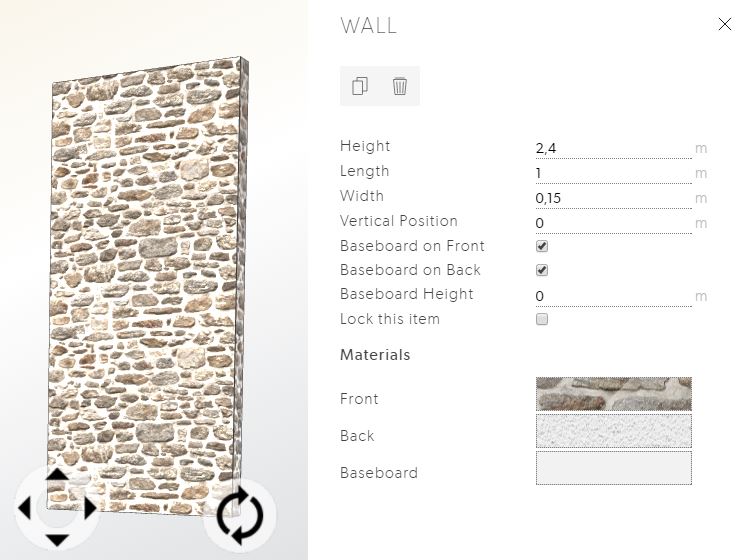 WALL
Height 2,4 m
Length 1 m
Width 0,15 m
Vertical Position 0 m
Baseboard on Front
Baseboard on Back
Baseboard Height 0 m
Lock this item
Materials
Front
Back
Baseboard